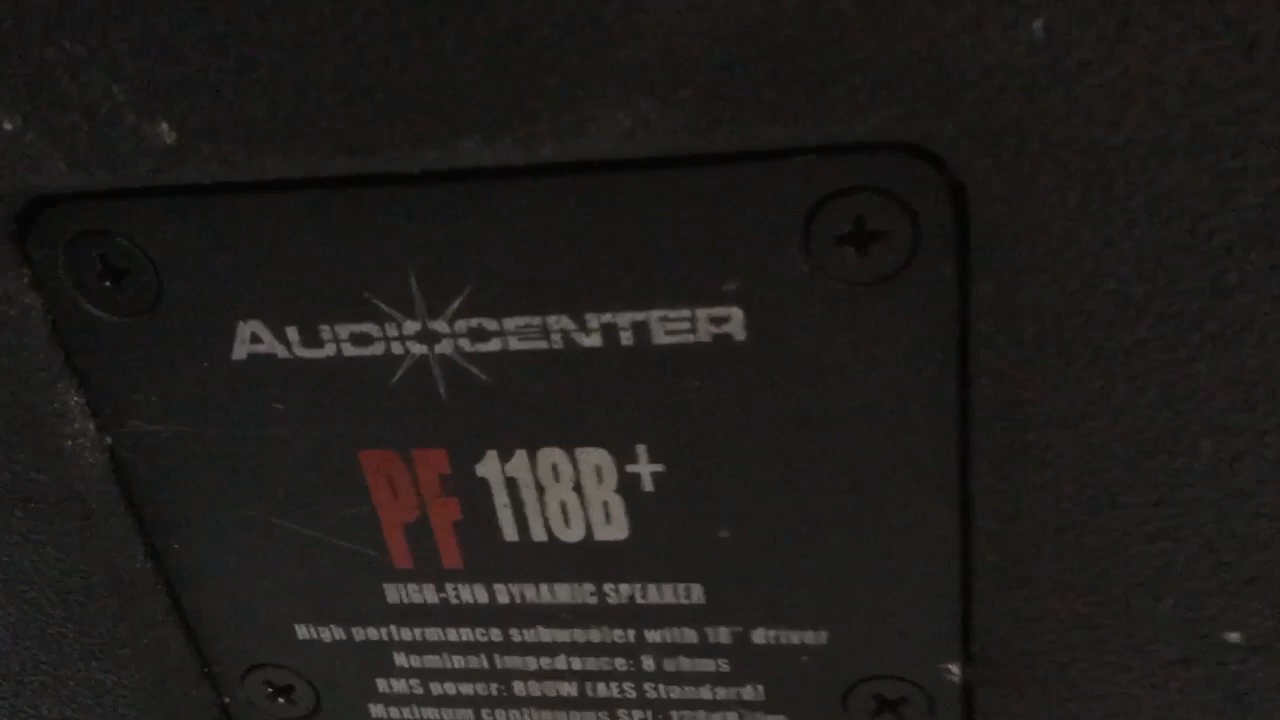 AUDIOCENTER
PF 118B+
HIGH-END DYNAMIC SPEAKER
High performance subwoofer with 18" driver
Nominal Impedance: 8 ohms
RMS power: 800W (AES Standard)
Maximum continuous SPL: